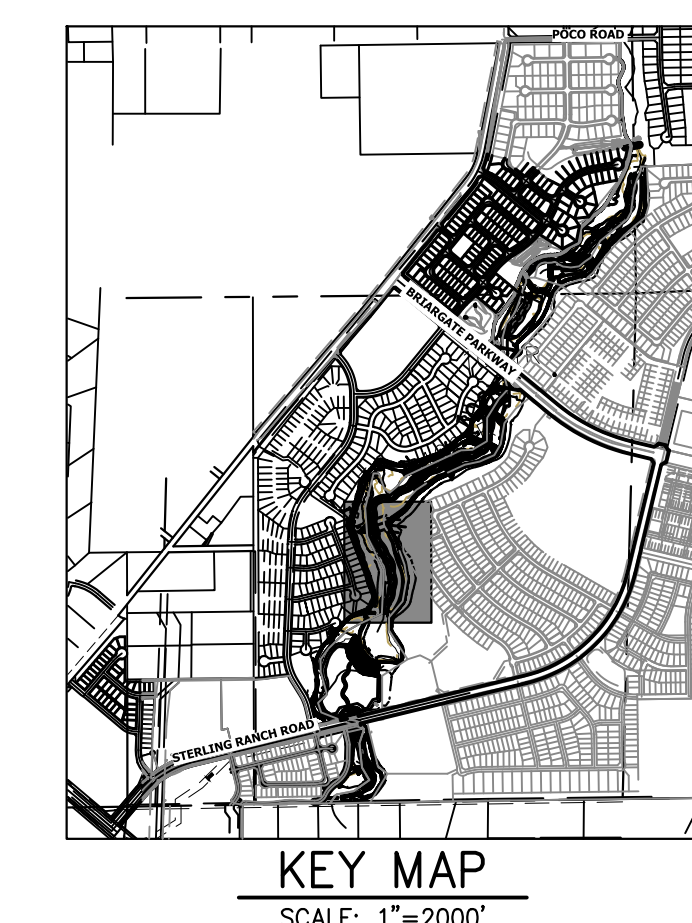 POCO ROAD
BRIARGATE PARKWAY
STERLING RANCH ROAD
KEY MAP
SCALE: 1"=2000'